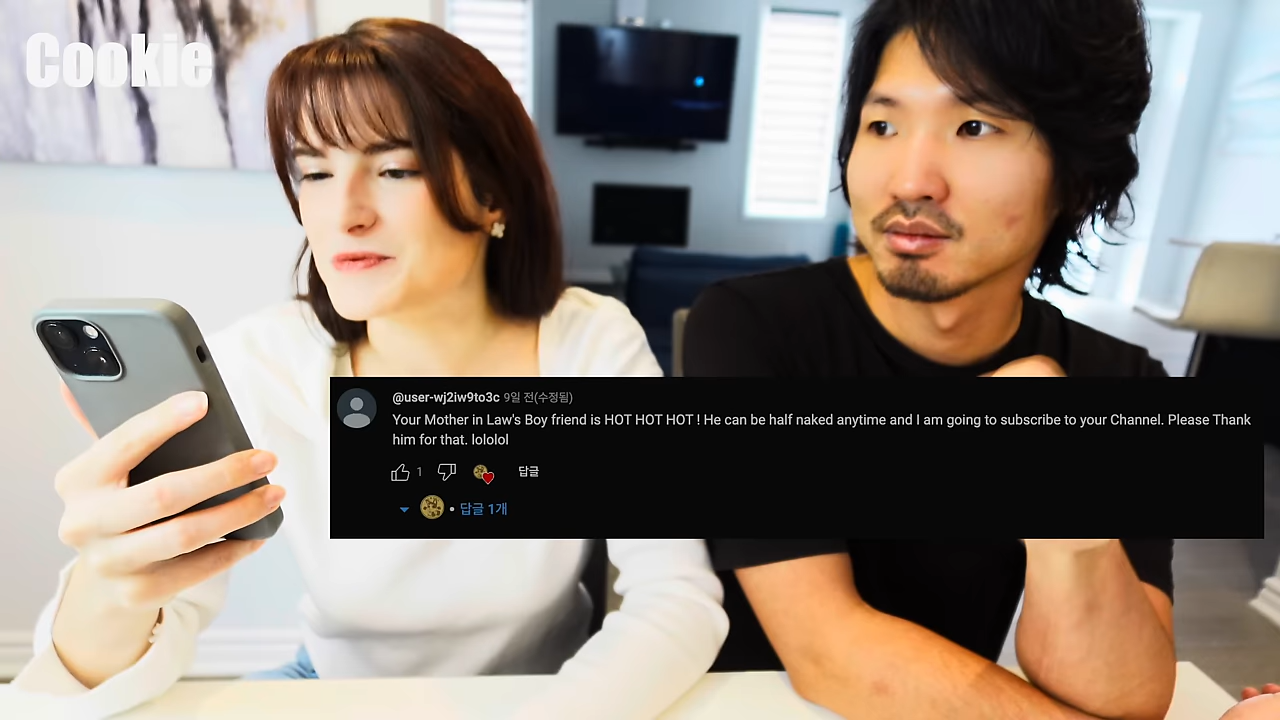 Cookie
@user-wj2iw9to3c 9일 전(수정됨)
Your Mother in Law's Boy friend is HOT HOT HOT ! He can be half naked anytime and I am going to subscribe to your Channel. Please Thank
him for that. lololol
1 답글
답글 1개